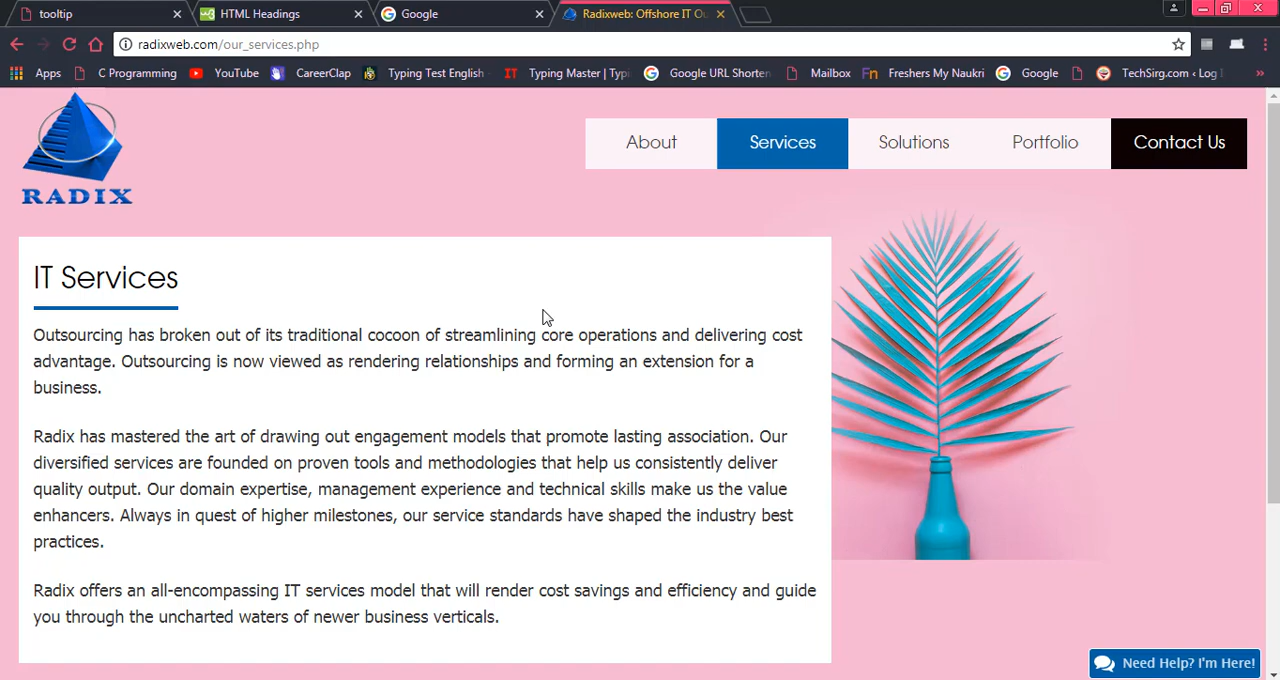 tooltip
HTML Headings
Google
Radixweb: Offshore IT Ou
radixweb.com/our_services.php
Apps
C Programming
YouTube
CareerClap
Typing Test English
Typing Master | Typi
Google URL Shorten
Mailbox
Freshers My Naukri
Google
TechSirg.com ‹ Log
»
RADIX
About
Services
Solutions
Portfolio
Contact Us
IT Services
Outsourcing has broken out of its traditional cocoon of streamlining core operations and delivering cost
advantage. Outsourcing is now viewed as rendering relationships and forming an extension for a
business.
Radix has mastered the art of drawing out engagement models that promote lasting association. Our
diversified services are founded on proven tools and methodologies that help us consistently deliver
quality output. Our domain expertise, management experience and technical skills make us the value
enhancers. Always in quest of higher milestones, our service standards have shaped the industry best
practices.
Radix offers an all-encompassing IT services model that will render cost savings and efficiency and guide
you through the uncharted waters of newer business verticals.
Need Help? I'm Here!